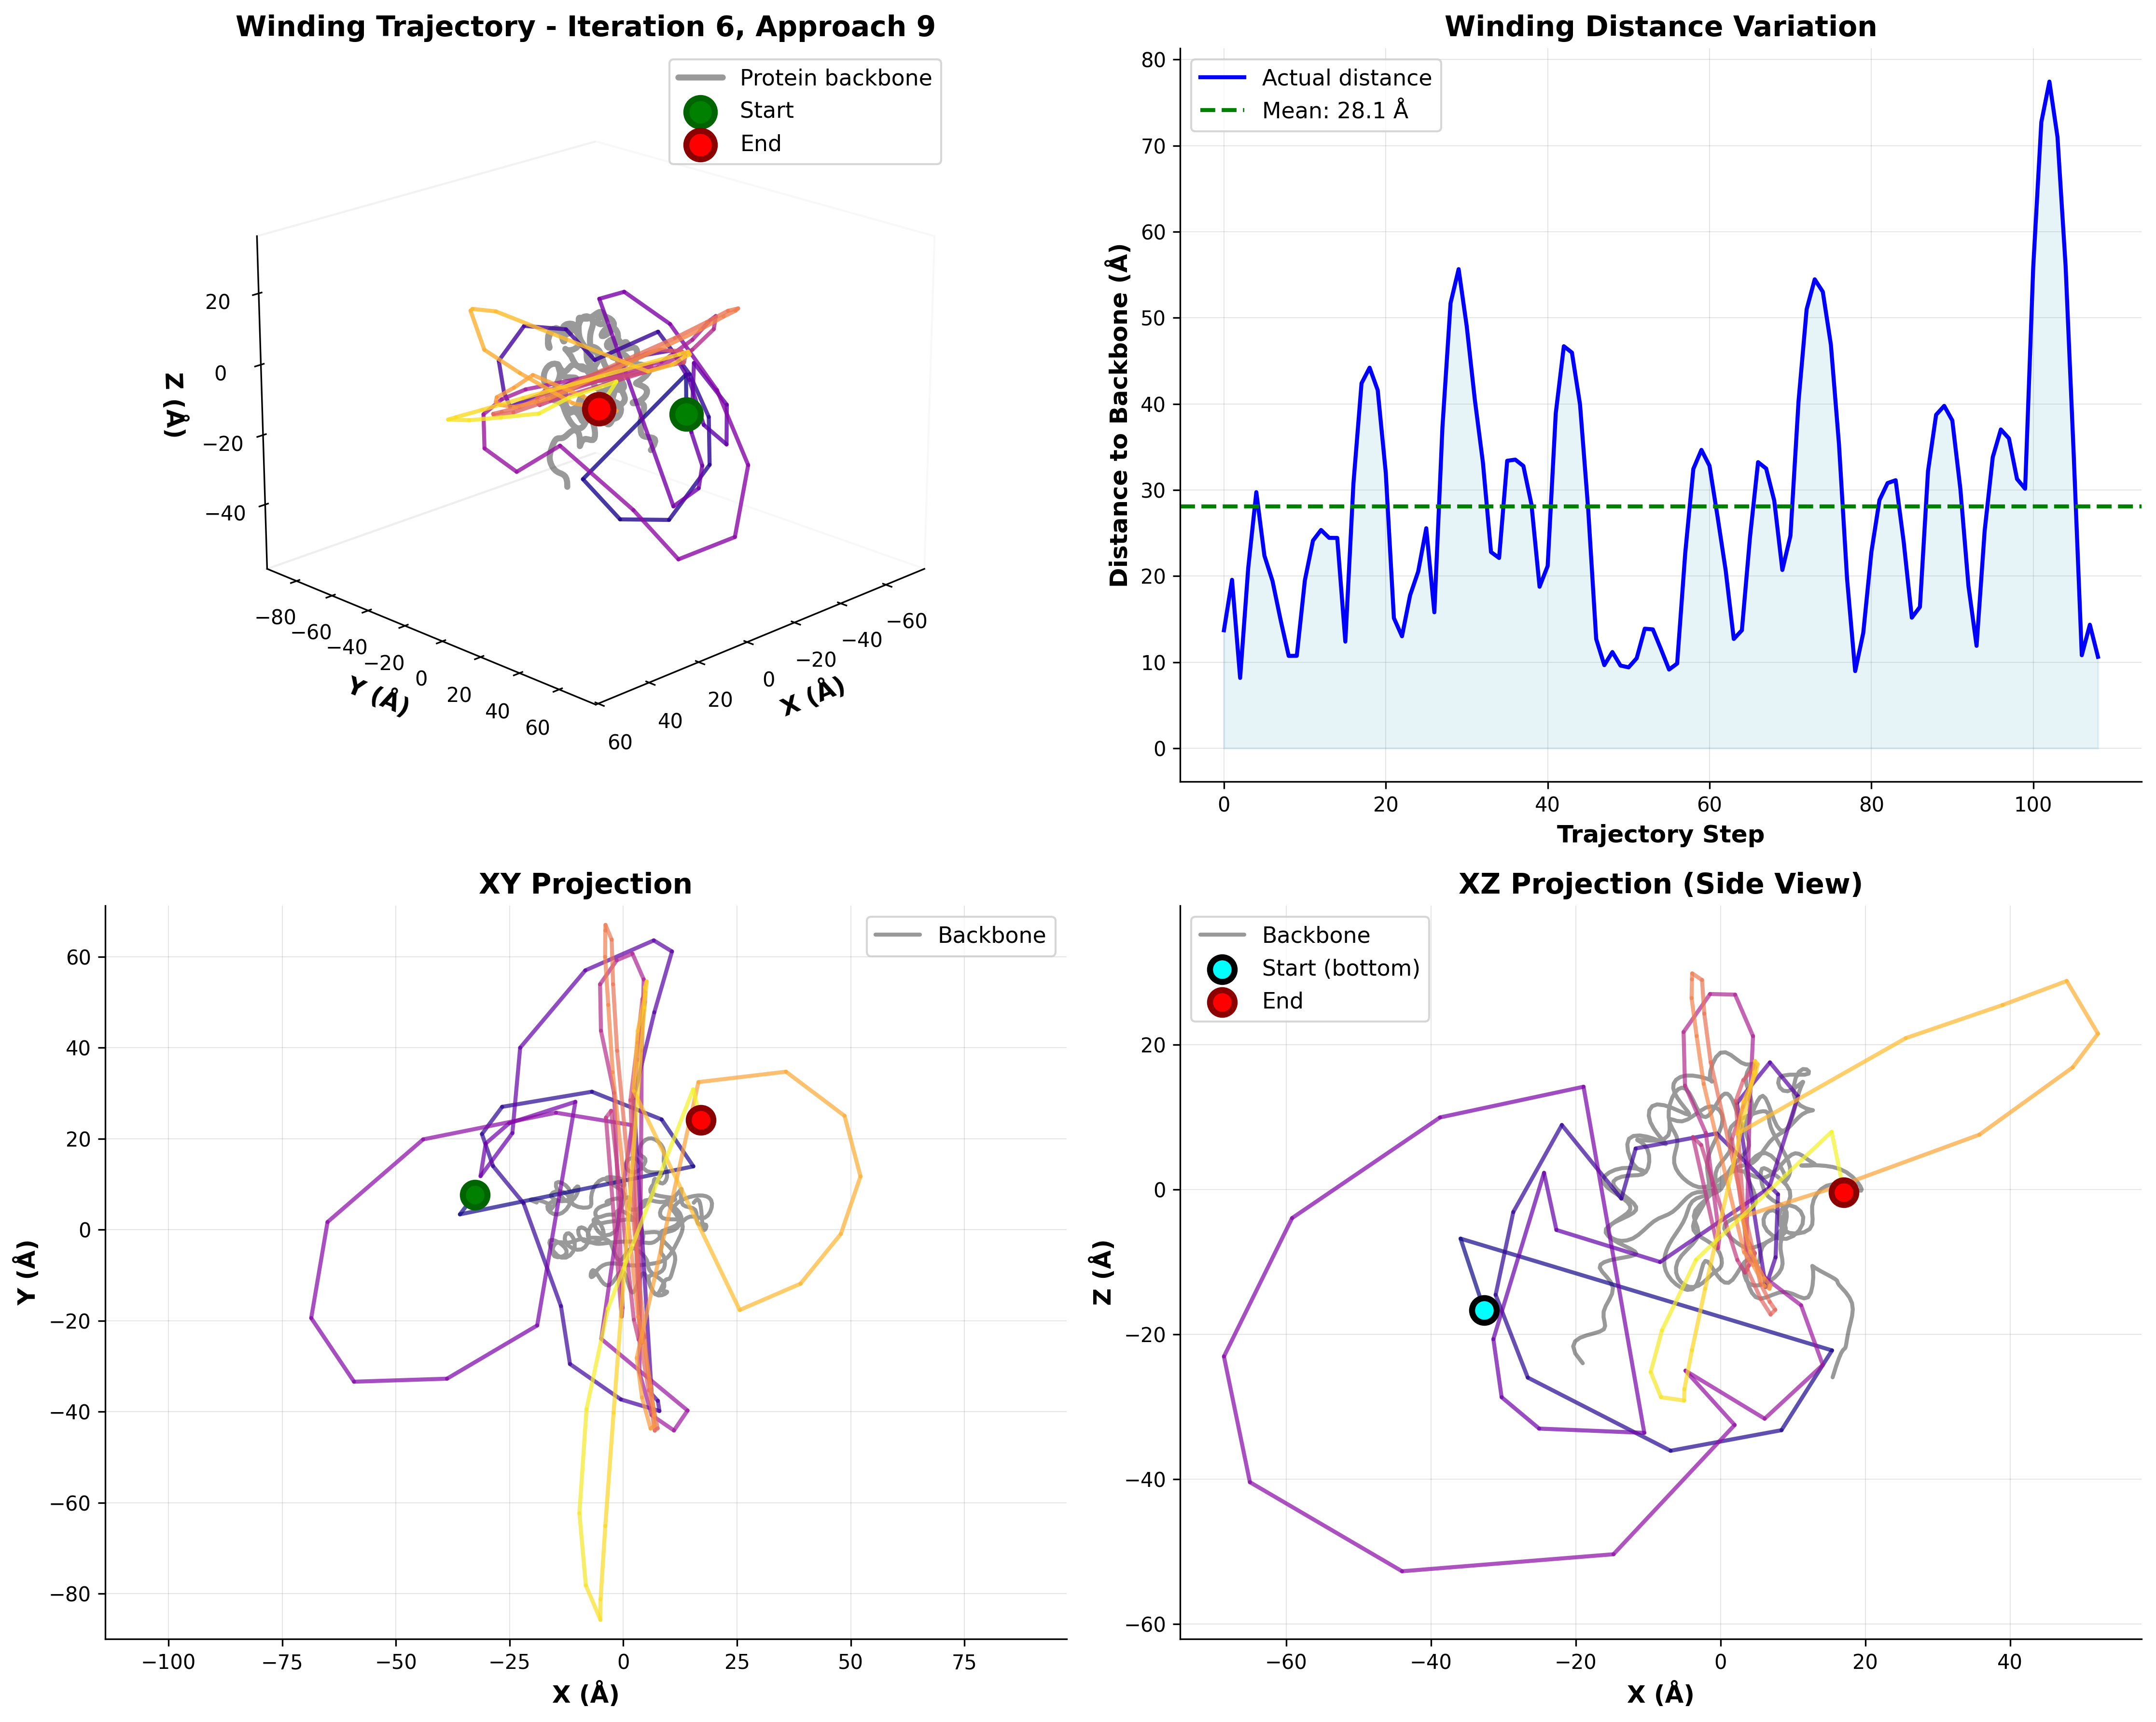 Winding Trajectory - Iteration 6, Approach 9
Protein backbone
Start
End
20
0
−20
−40
Z (Å)
−80
−60
−40
−20
0
20
40
60
Y (Å)
60
40
20
0
−20
−40
−60
X (Å)
Winding Distance Variation
Actual distance
Mean: 28.1 Å
80
70
60
50
40
30
20
10
0
Distance to Backbone (Å)
0
20
40
60
80
100
Trajectory Step
XY Projection
Backbone
60
40
20
0
−20
−40
−60
−80
Y (Å)
−100
−75
−50
−25
0
25
50
75
X (Å)
XZ Projection (Side View)
Backbone
Start (bottom)
End
20
0
−20
−40
−60
Z (Å)
−60
−40
−20
0
20
40
X (Å)